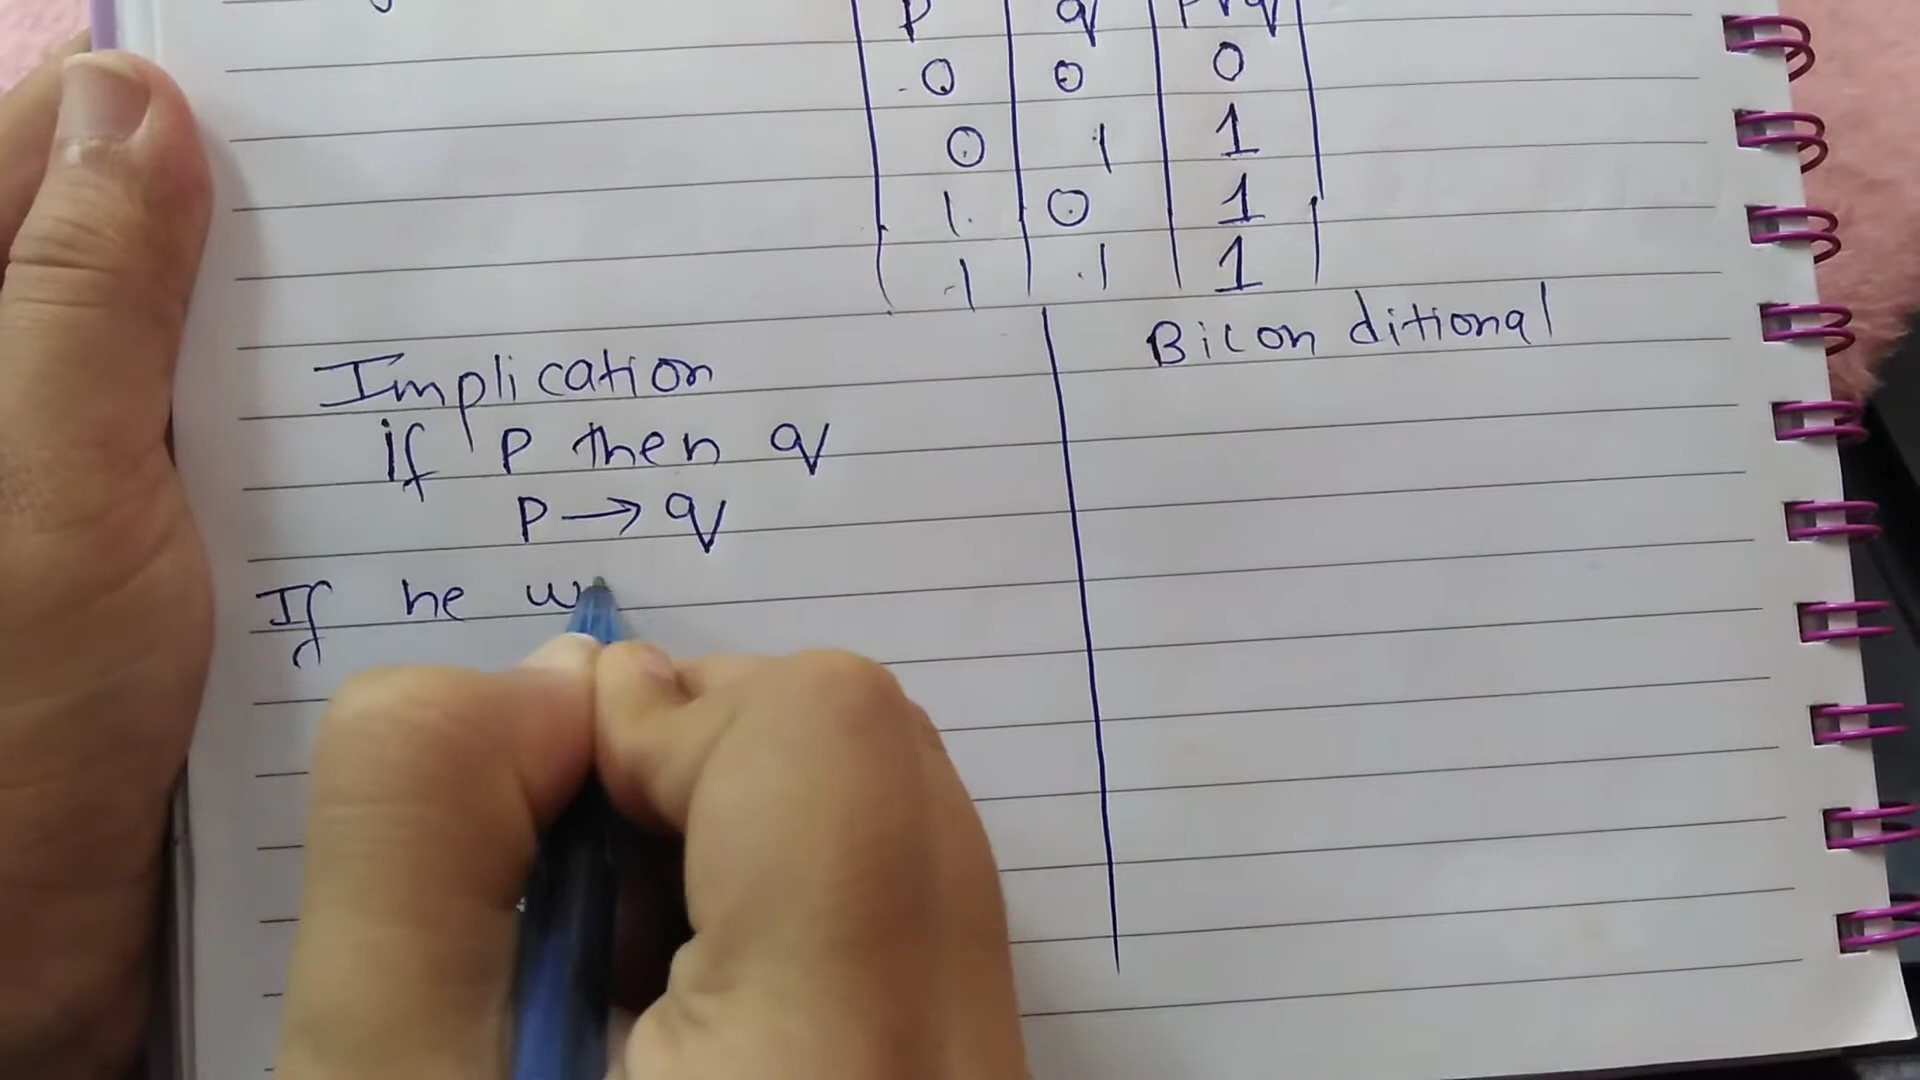 p q p∨q
0 0 0
0 1 1
1 0 1
1 1 1
Implication
if p then q
p → q
If he w
Biconditional